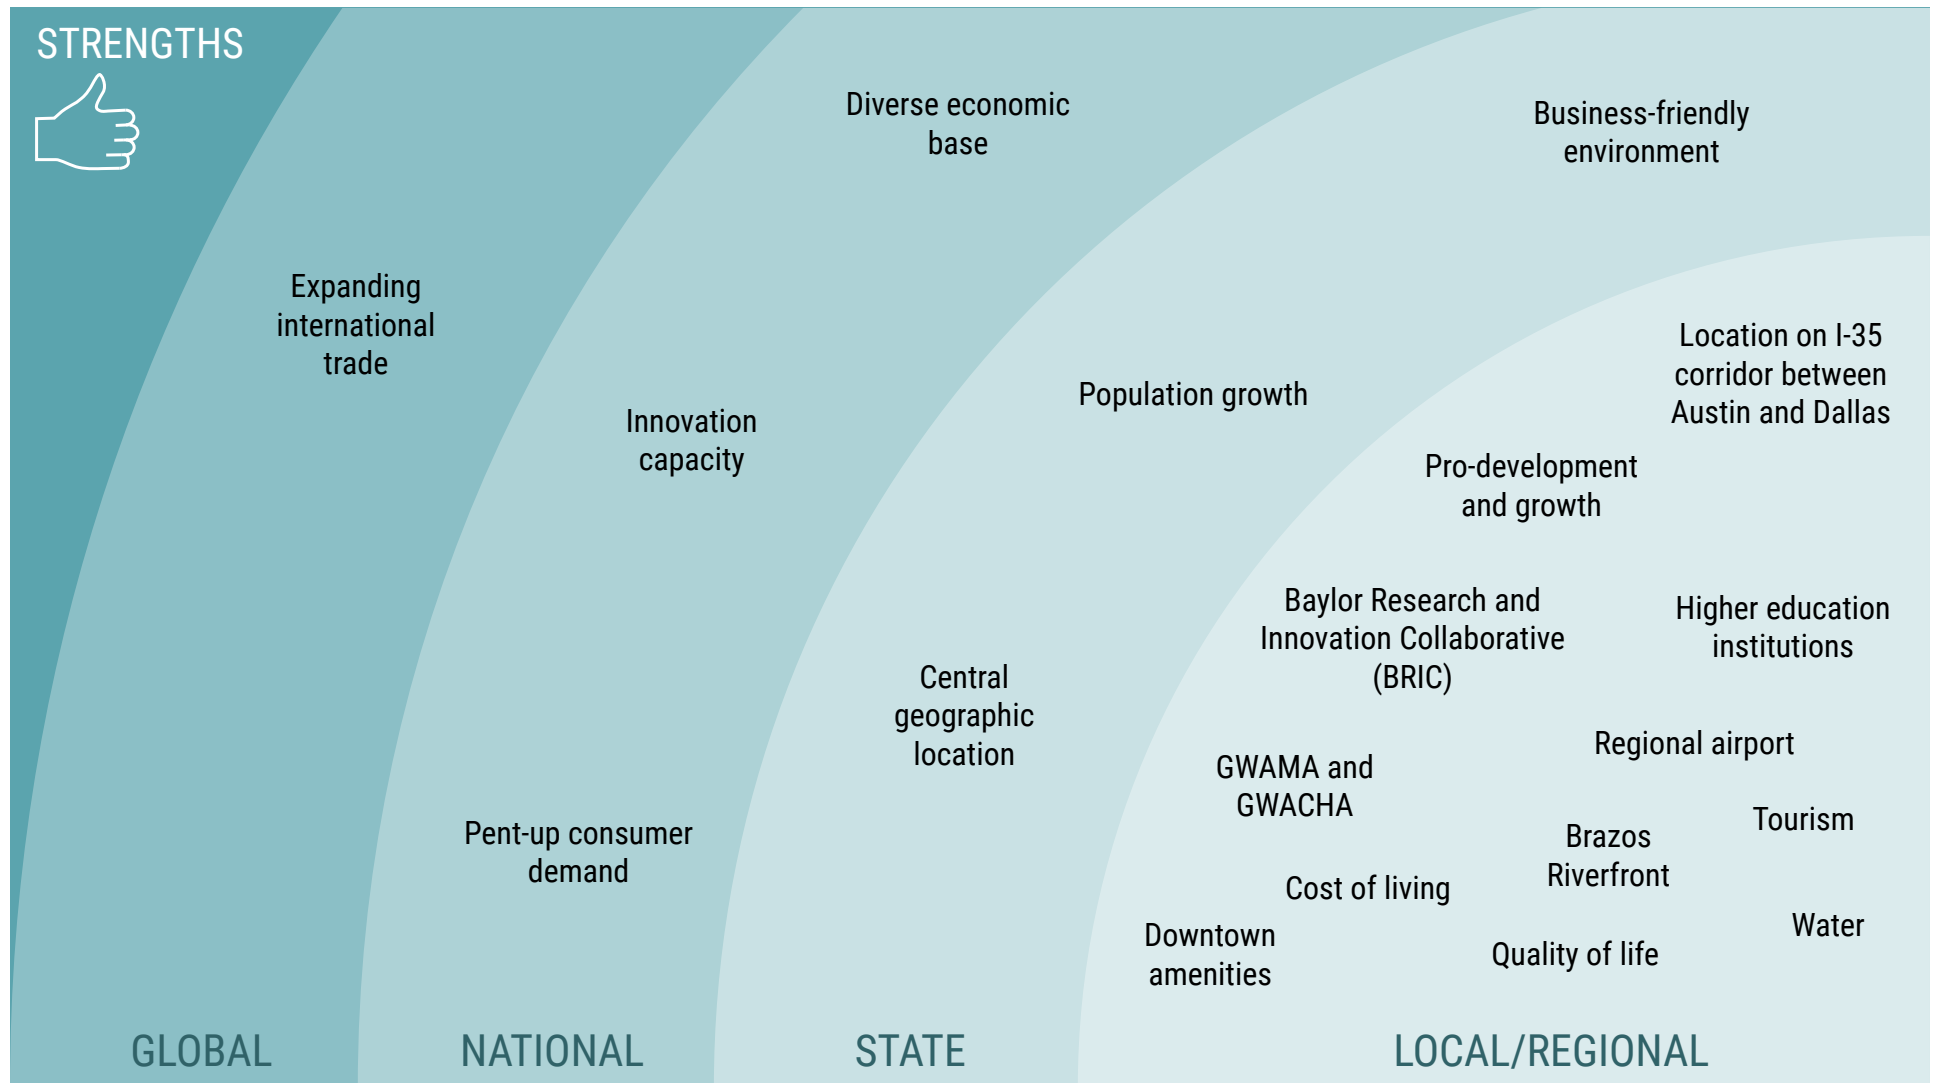 STRENGTHS
Expanding
international
trade
GLOBAL
Diverse economic
base
Innovation
capacity
Pent-up consumer
demand
NATIONAL
Business-friendly
environment
Population growth
Central
geographic
location
STATE
Location on I-35
corridor between
Austin and Dallas
Pro-development
and growth
Baylor Research and
Innovation Collaborative
(BRIC)
Higher education
institutions
Regional airport
GWAMA and
GWACHA
Tourism
Brazos
Riverfront
Cost of living
Water
Downtown
amenities
Quality of life
LOCAL/REGIONAL